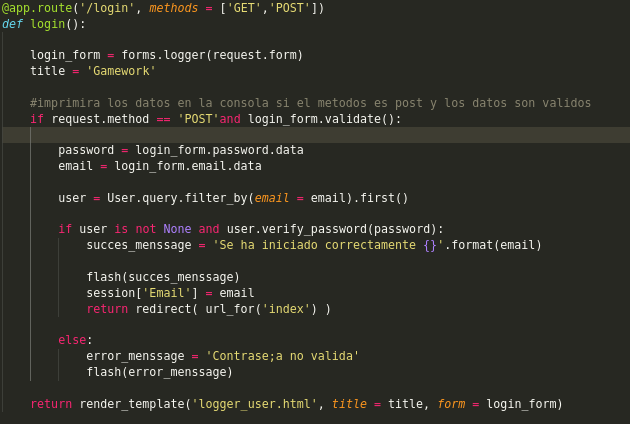 @app.route('/login', methods = ['GET','POST'])
def login():
login_form = forms.logger(request.form)
title = 'Gamework'
#imprimira los datos en la consola si el metodos es post y los datos son validos
if request.method == 'POST'and login_form.validate():
password = login_form.password.data
email = login_form.email.data
user = User.query.filter_by(email = email).first()
if user is not None and user.verify_password(password):
succes_menssage = 'Se ha iniciado correctamente {}'.format(email)
flash(succes_menssage)
session['Email'] = email
return redirect( url_for('index') )
else:
error_menssage = 'Contrase;a no valida'
flash(error_menssage)
return render_template('logger_user.html', title = title, form = login_form)